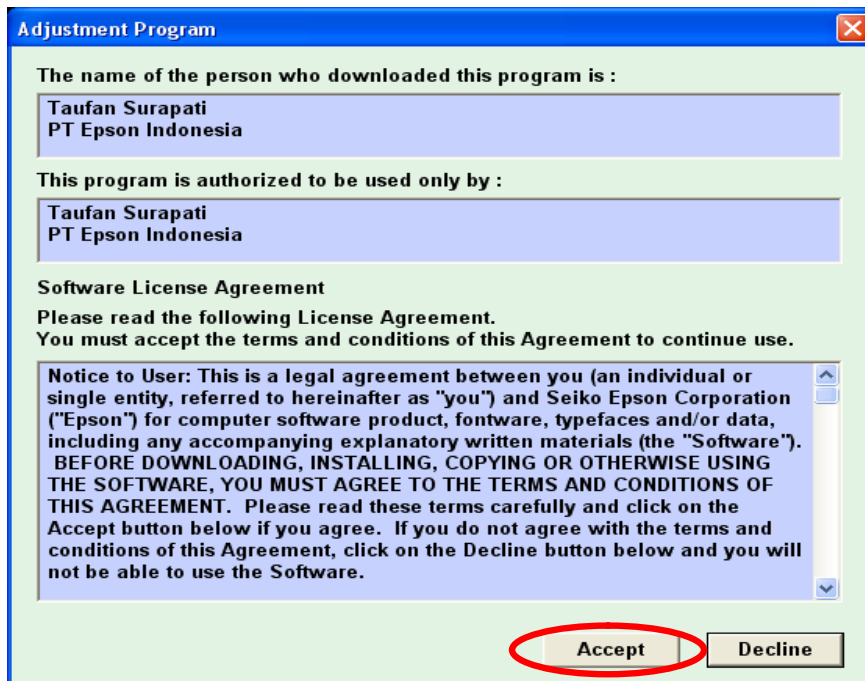 Adjustment Program
The name of the person who downloaded this program is :
Taufan Surapati
PT Epson Indonesia
This program is authorized to be used only by :
Taufan Surapati
PT Epson Indonesia
Software License Agreement
Please read the following License Agreement.
You must accept the terms and conditions of this Agreement to continue use.
Notice to User: This is a legal agreement between you (an individual or
single entity, referred to hereinafter as "you") and Seiko Epson Corporation
("Epson") for computer software product, fontware, typefaces and/or data,
including any accompanying explanatory written materials (the "Software").
BEFORE DOWNLOADING, INSTALLING, COPYING OR OTHERWISE USING
THE SOFTWARE, YOU MUST AGREE TO THE TERMS AND CONDITIONS OF
THIS AGREEMENT.  Please read these terms carefully and click on the
Accept button below if you agree.  If you do not agree with the terms and
conditions of this Agreement, click on the Decline button below and you will
not be able to use the Software.
Accept
Decline